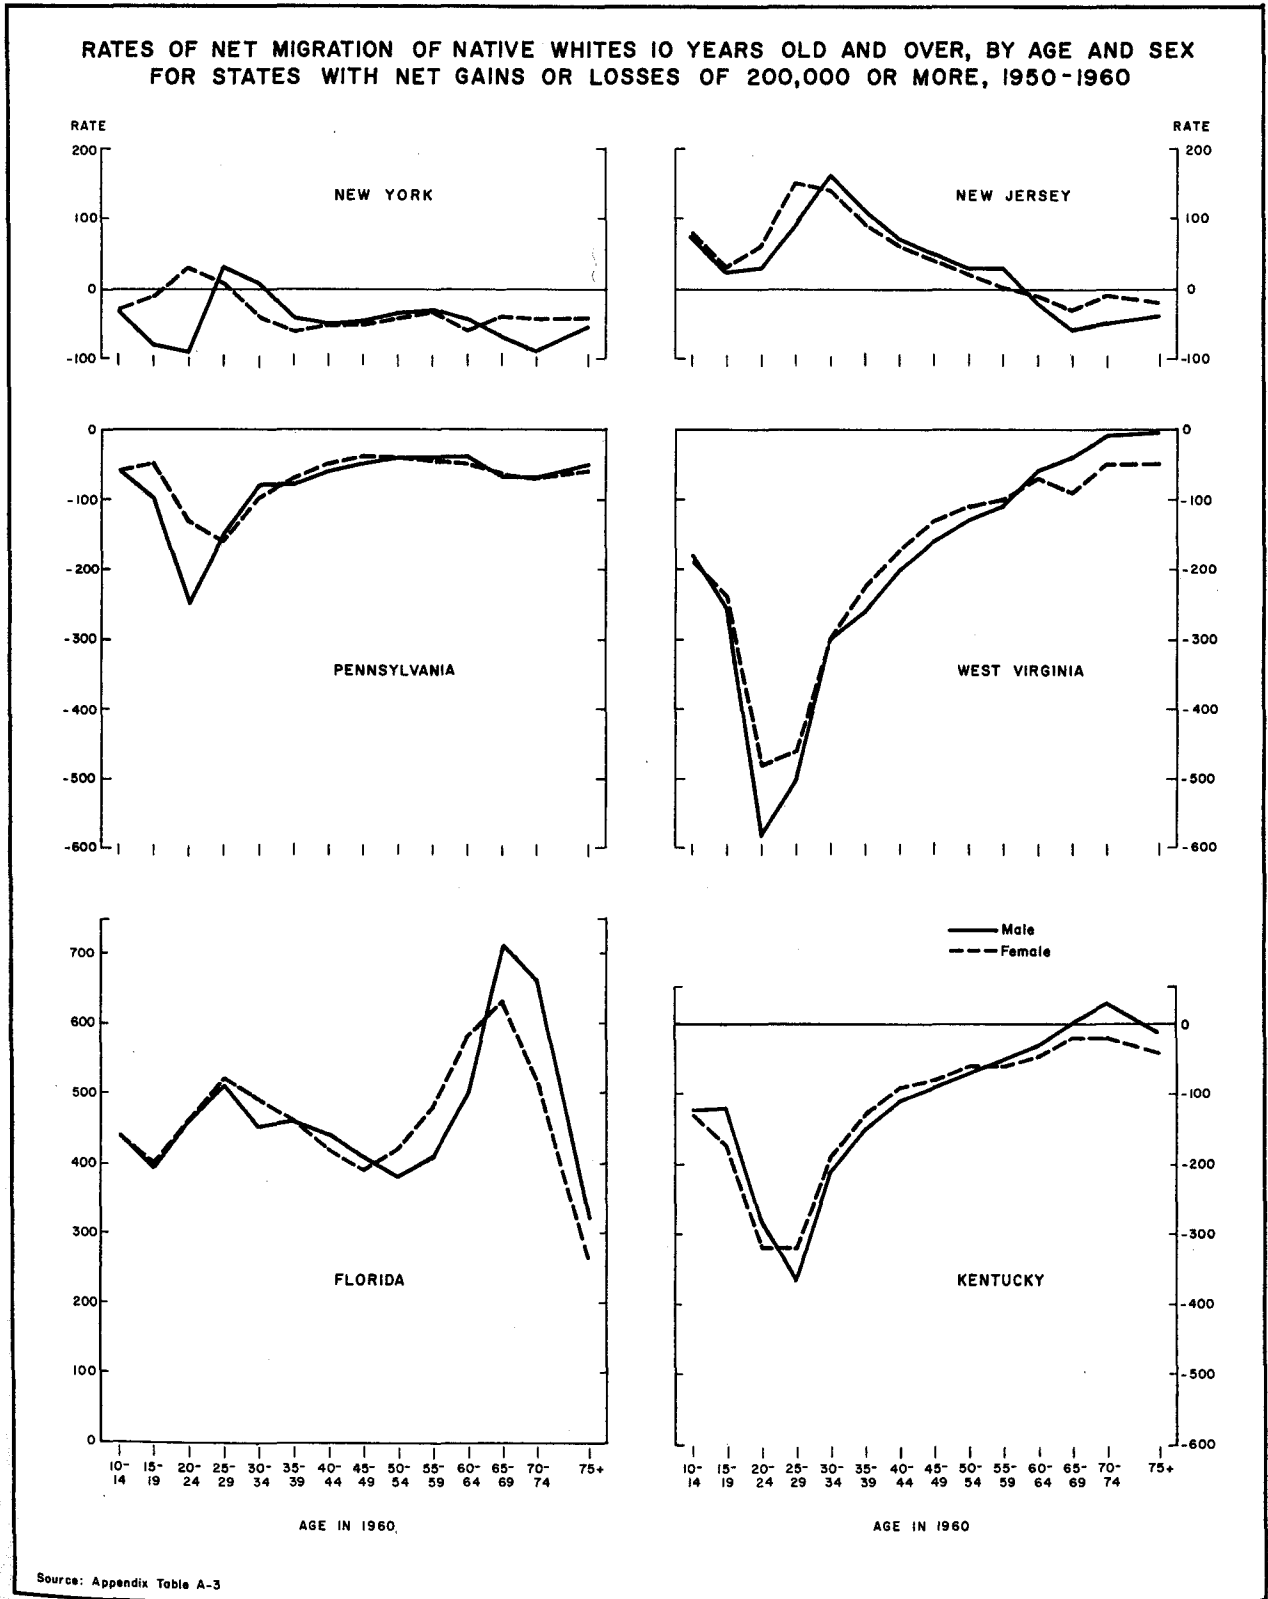 RATES OF NET MIGRATION OF NATIVE WHITES 10 YEARS OLD AND OVER, BY AGE AND SEX
FOR STATES WITH NET GAINS OR LOSSES OF 200,000 OR MORE, 1950-1960
RATE
RATE
200
100
0
-100
NEW YORK
NEW JERSEY
200
100
0
-100
0
-100
-200
-300
-400
-500
-600
PENNSYLVANIA
WEST VIRGINIA
0
-100
-200
-300
-400
-500
-600
700
600
500
400
300
200
100
0
FLORIDA
Male
Female
KENTUCKY
0
-100
-200
-300
-400
-500
-600
10- 15- 20- 25- 30- 35- 40- 45- 50- 55- 60- 65- 70- 75+
14 19 24 29 34 39 44 49 54 59 64 69 74
10- 15- 20- 25- 30- 35- 40- 45- 50- 55- 60- 65- 70- 75+
14 19 24 29 34 39 44 49 54 59 64 69 74
AGE IN 1960
AGE IN 1960
Source: Appendix Table A-3